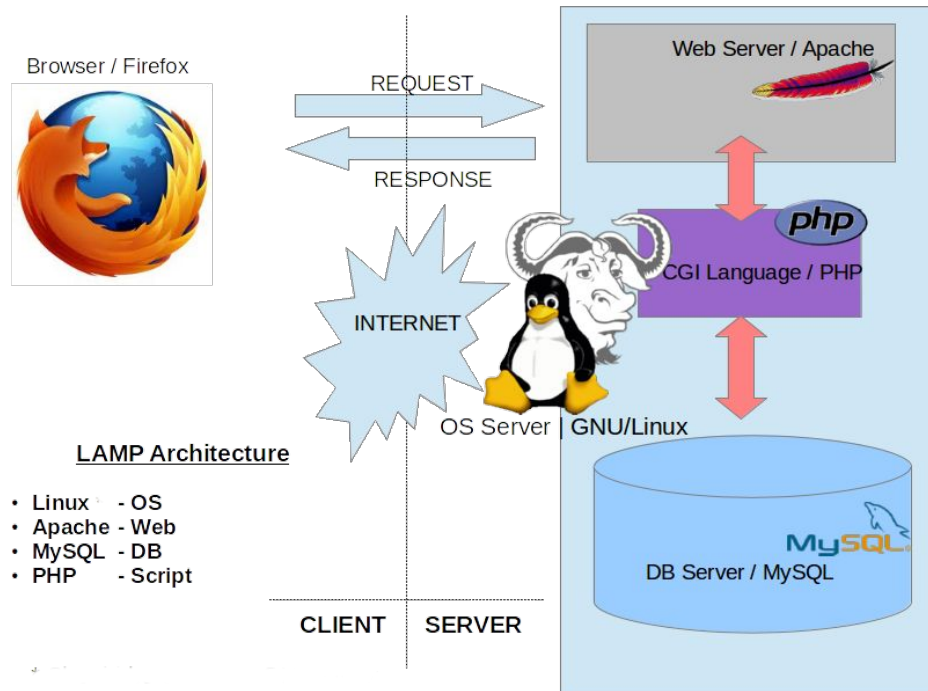 Browser / Firefox
REQUEST
RESPONSE
Web Server / Apache
php
CGI Language / PHP
INTERNET
OS Server | GNU/Linux
MySQL
DB Server / MySQL
LAMP Architecture
• Linux - OS
• Apache - Web
• MySQL - DB
• PHP - Script
CLIENT
SERVER